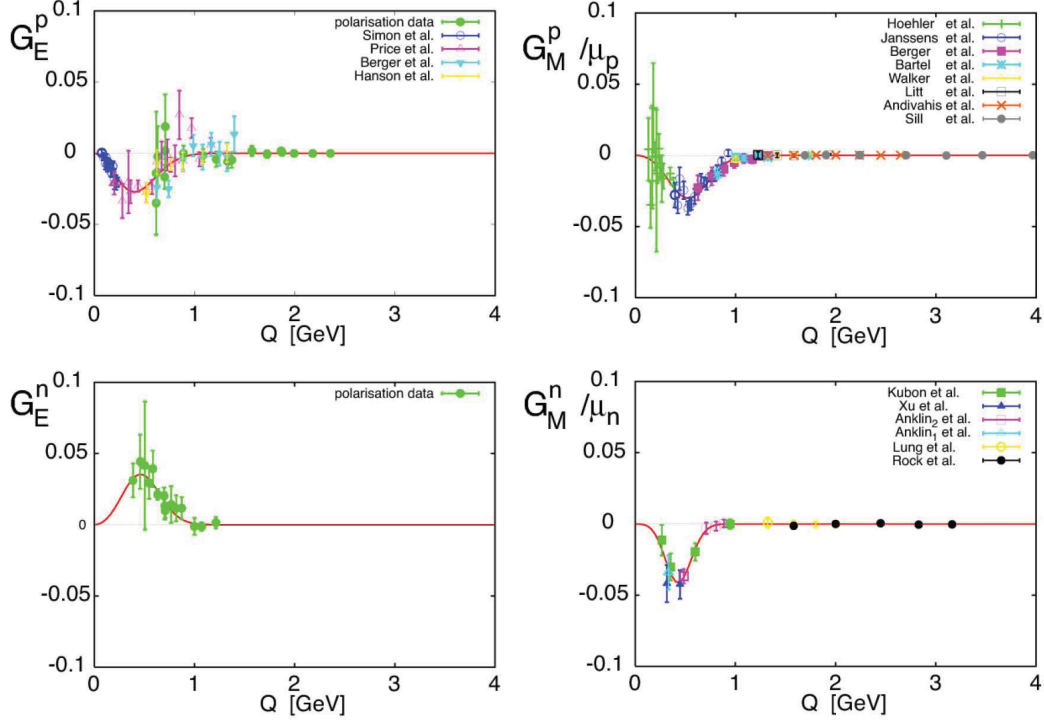 0.1
0.05
0
-0.05
-0.1
G_E^p
polarisation data
Simon et al.
Price et al.
Berger et al.
Hanson et al.
0 1 2 3 4
Q [GeV]
0.1
0.05
0
-0.05
-0.1
G_M^p /μ_p
Hoehler et al.
Janssens et al.
Berger et al.
Bartel et al.
Walker et al.
Litt et al.
Andivahis et al.
Sill et al.
0 1 2 3 4
Q [GeV]
0.1
0.05
0
-0.05
-0.1
G_E^n
polarisation data
0 1 2 3 4
Q [GeV]
0.1
0.05
0
-0.05
-0.1
G_M^n /μ_n
Kubon et al.
Xu et al.
Anklin₂ et al.
Anklin₁ et al.
Lung et al.
Rock et al.
0 1 2 3 4
Q [GeV]